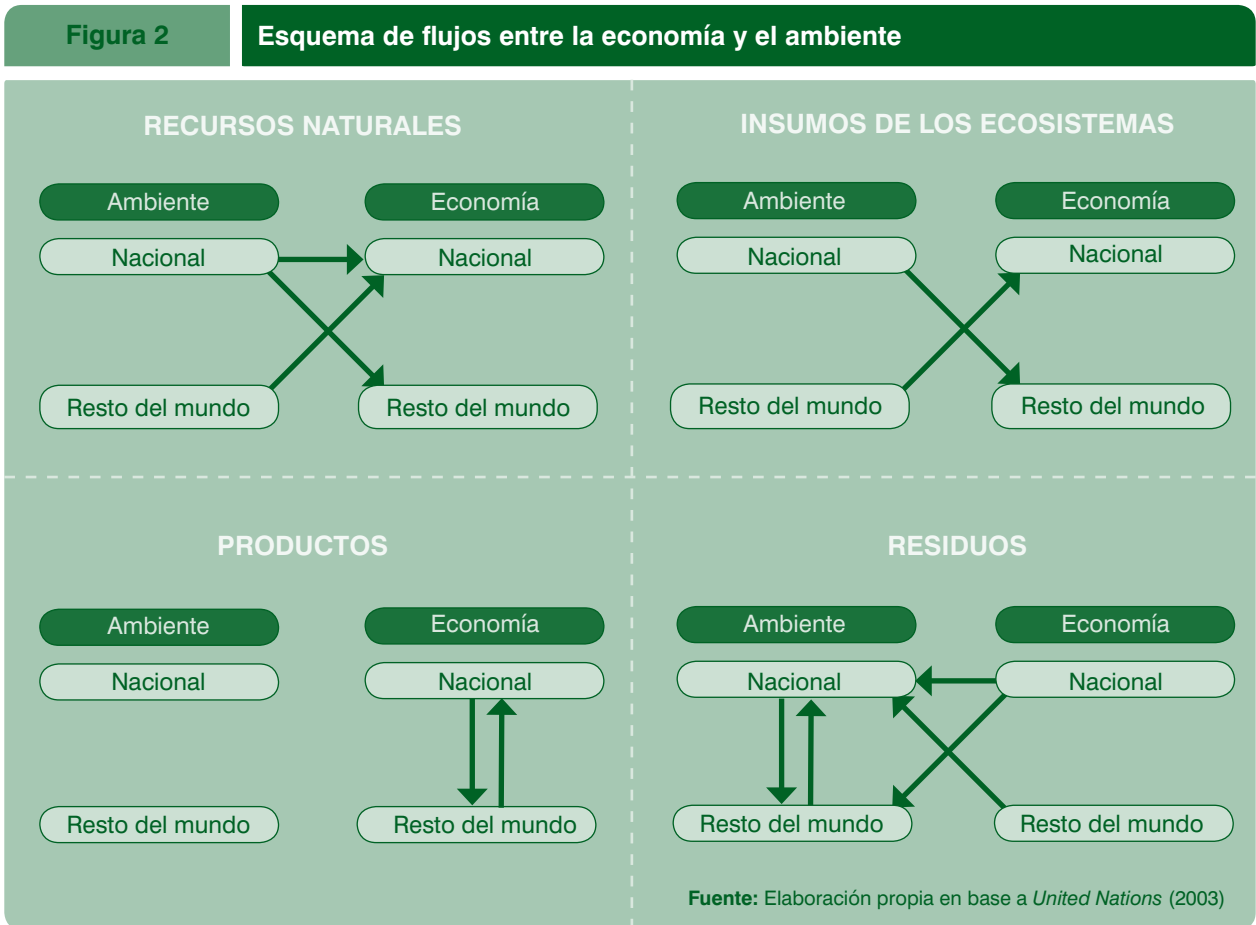 Figura 2
Esquema de flujos entre la economía y el ambiente
RECURSOS NATURALES
Ambiente
Economía
Nacional
Nacional
Resto del mundo
Resto del mundo
INSUMOS DE LOS ECOSISTEMAS
Ambiente
Economía
Nacional
Nacional
Resto del mundo
Resto del mundo
PRODUCTOS
Ambiente
Economía
Nacional
Nacional
Resto del mundo
Resto del mundo
RESIDUOS
Ambiente
Economía
Nacional
Nacional
Resto del mundo
Resto del mundo
Fuente: Elaboración propia en base a United Nations (2003)